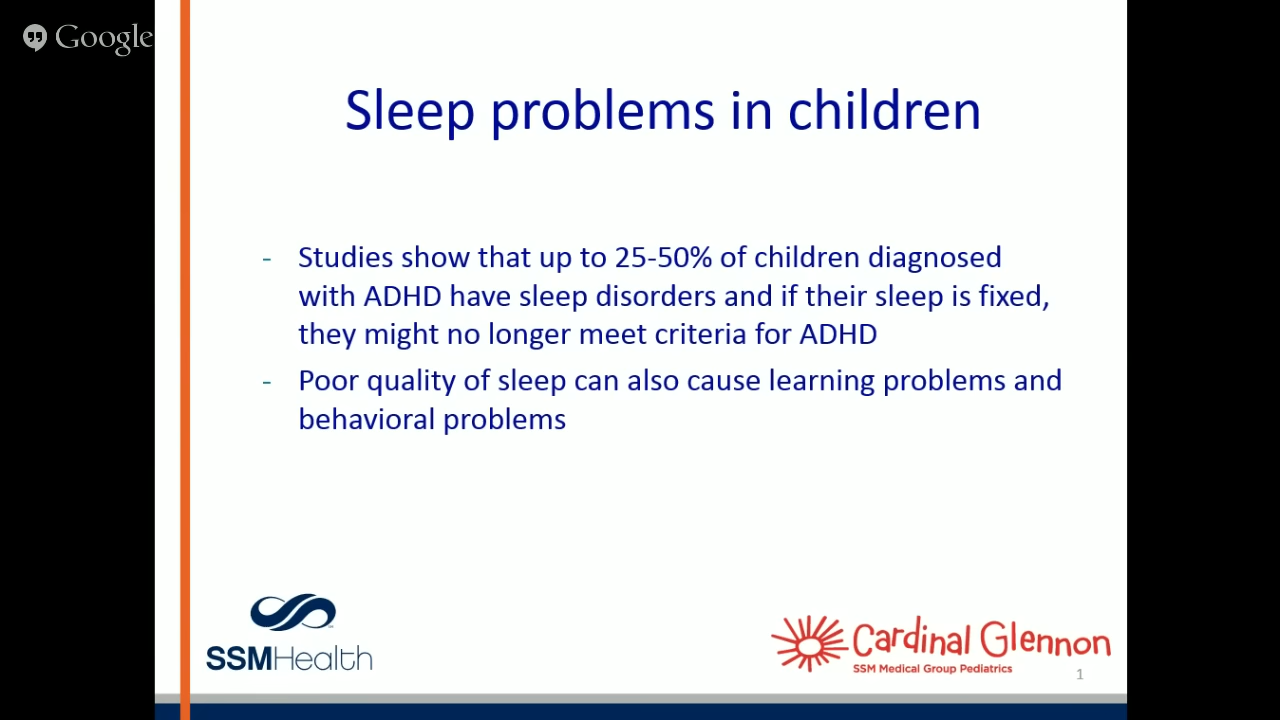 Google
Sleep problems in children
- Studies show that up to 25-50% of children diagnosed
with ADHD have sleep disorders and if their sleep is fixed,
they might no longer meet criteria for ADHD
- Poor quality of sleep can also cause learning problems and
behavioral problems
SSMHealth
Cardinal Glennon
SSM Medical Group Pediatrics
1